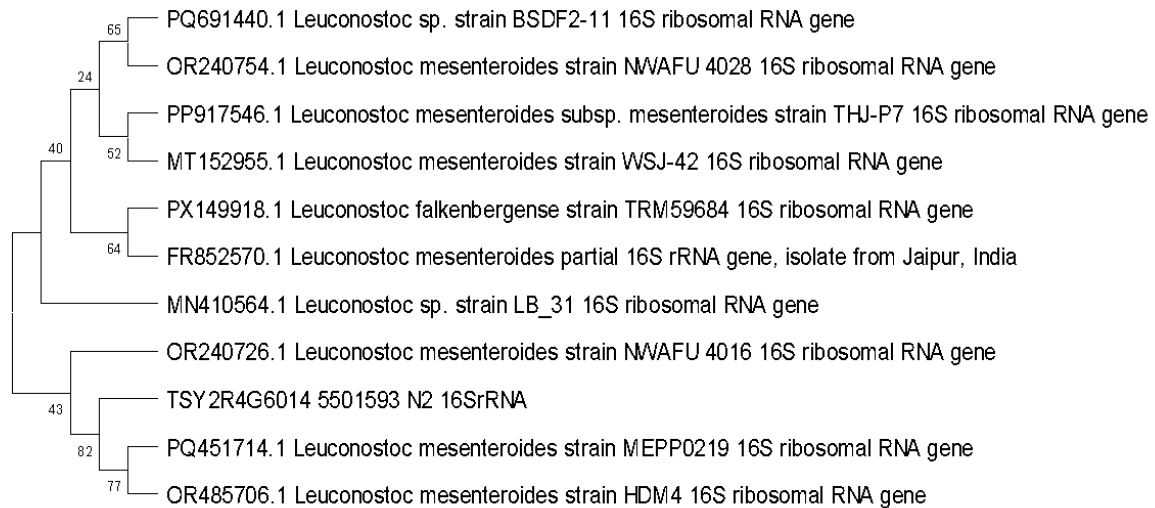 65
PQ691440.1 Leuconostoc sp. strain BSDF2-11 16S ribosomal RNA gene
OR240754.1 Leuconostoc mesenteroides strain NWAFU 4028 16S ribosomal RNA gene
24
PP917546.1 Leuconostoc mesenteroides subsp. mesenteroides strain THJ-P7 16S ribosomal RNA gene
40
52
MT152955.1 Leuconostoc mesenteroides strain WSJ-42 16S ribosomal RNA gene
PX149918.1 Leuconostoc falkenbergense strain TRM59684 16S ribosomal RNA gene
64
FR852570.1 Leuconostoc mesenteroides partial 16S rRNA gene, isolate from Jaipur, India
MN410564.1 Leuconostoc sp. strain LB_31 16S ribosomal RNA gene
OR240726.1 Leuconostoc mesenteroides strain NWAFU 4016 16S ribosomal RNA gene
43
TSY2R4G6014 5501593 N2 16SrRNA
82
PQ451714.1 Leuconostoc mesenteroides strain MEPP0219 16S ribosomal RNA gene
77
OR485706.1 Leuconostoc mesenteroides strain HDM4 16S ribosomal RNA gene